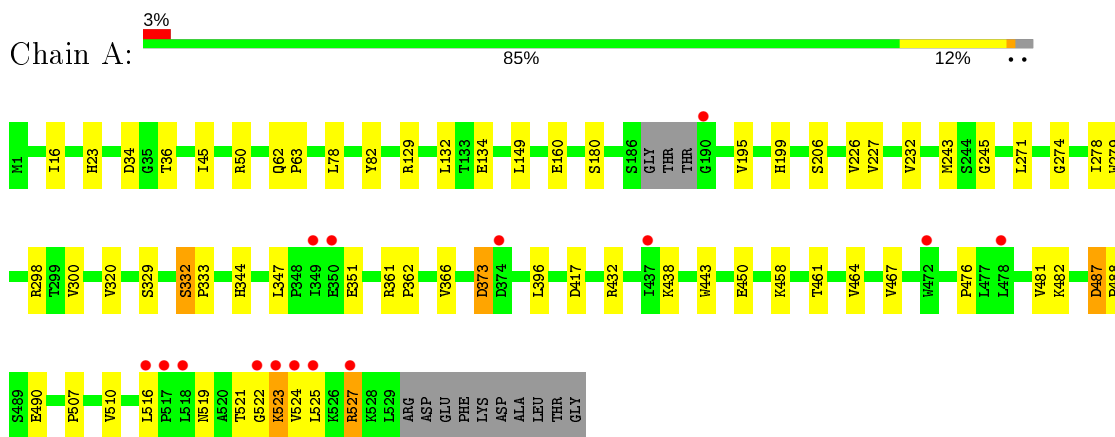 3%
Chain A:
85%
12%
M1 I16 H23 D34 G35 T36 I45 R50 Q62 P63 L78 Y82 R129 L132 T133 E134 L149 E160 S180 S186 GLY THR THR G190 V195 H199 S206 V226 V227 V232 M243 S244 G245 L271 G274 I278 W279
R298 T299 V300 V320 S329 S332 P333 H344 L347 P348 I349 E350 E351 R361 P362 V366 D373 D374 L396 D417 R432 I437 K438 W443 E450 K458 T461 V464 V467 W472 P476 L477 L478 V481 K482 D487 P488
S489 E490 P507 V510 L516 P517 L518 N519 A520 T521 G522 K523 V524 L525 K526 R527 K528 L529 ARG ASP GLU PHE LYS ASP ALA LEU THR GLY